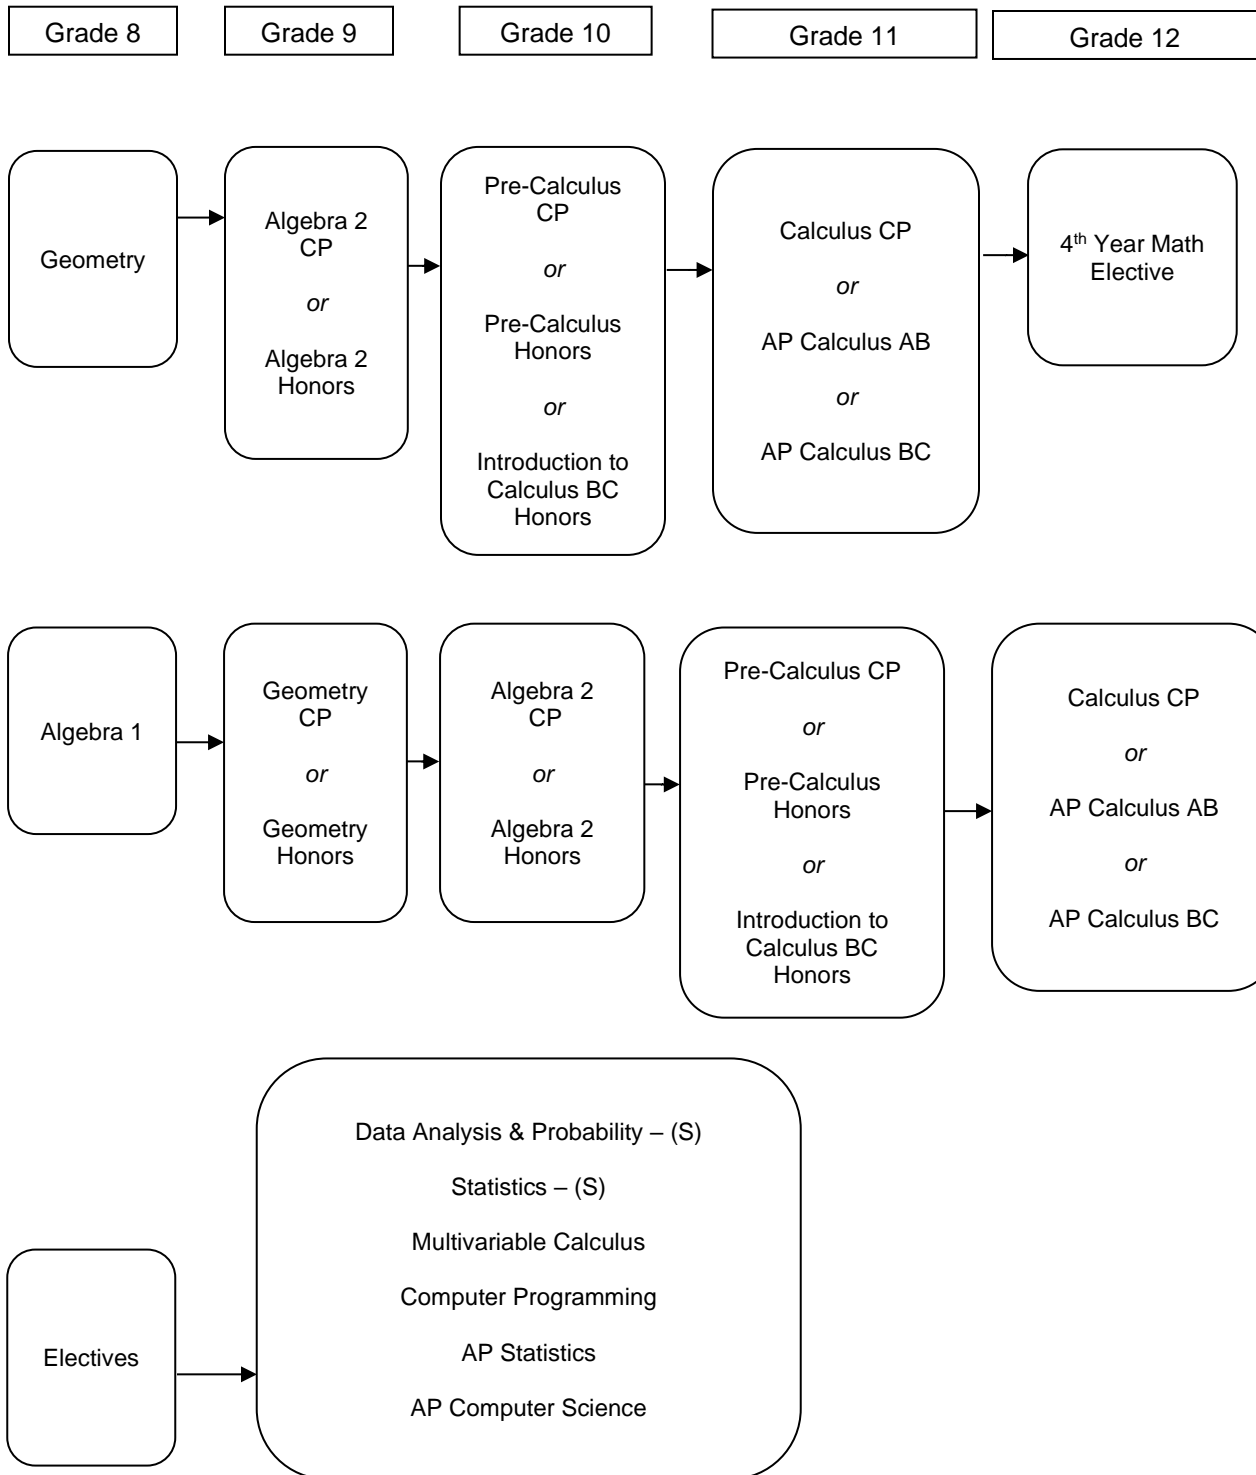 Grade 8
Grade 9
Grade 10
Grade 11
Grade 12
Geometry
Algebra 2
CP
or
Algebra 2
Honors
Pre-Calculus
CP
or
Pre-Calculus
Honors
or
Introduction to
Calculus BC
Honors
Calculus CP
or
AP Calculus AB
or
AP Calculus BC
4th Year Math
Elective
Algebra 1
Geometry
CP
or
Geometry
Honors
Algebra 2
CP
or
Algebra 2
Honors
Pre-Calculus CP
or
Pre-Calculus
Honors
or
Introduction to
Calculus BC
Honors
Calculus CP
or
AP Calculus AB
or
AP Calculus BC
Electives
Data Analysis & Probability – (S)
Statistics – (S)
Multivariable Calculus
Computer Programming
AP Statistics
AP Computer Science